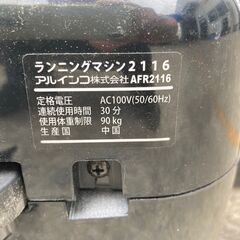 ランニングマシン2116
アルインコ株式会社 AFR2116
定格電圧 AC100V(50/60Hz)
連続使用時間 30分
使用体重制限 90kg
生産国 中国